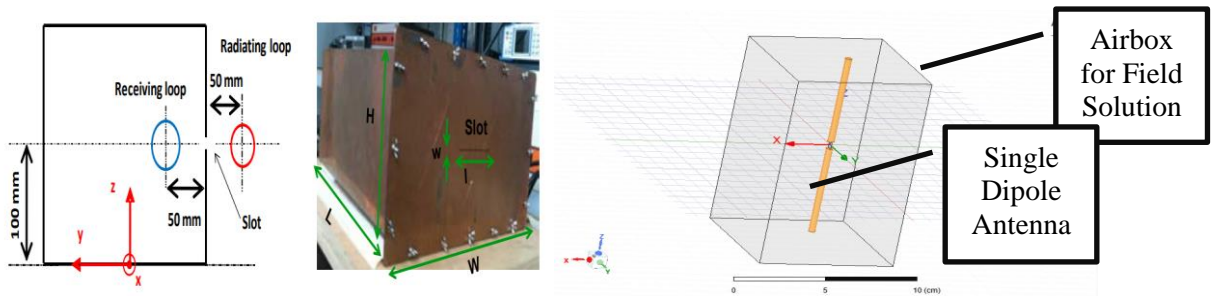 Radiating loop
50 mm
Receiving loop
100 mm
z
50 mm
Slot
y
x
H
Slot
w
l
L
W
Airbox
for Field
Solution
Single
Dipole
Antenna
X
Y
Z
X
Y
0 5 10 (cm)